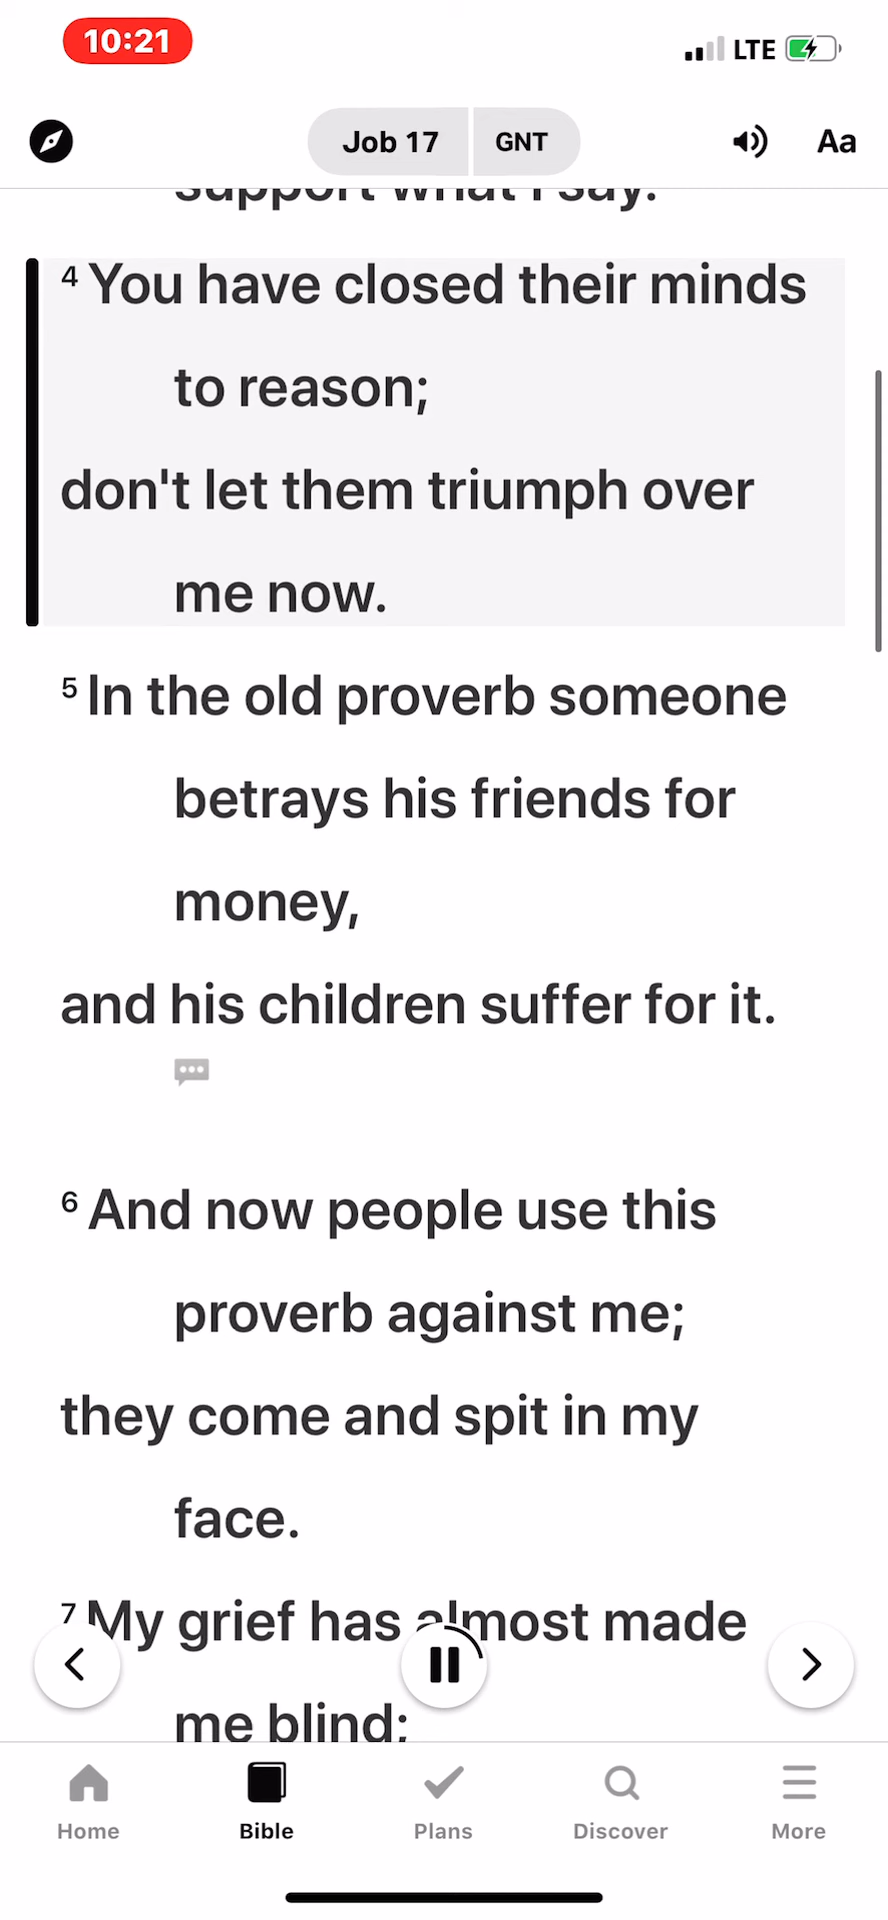 10:21
LTE
Job 17 GNT Aa
support what I say.
4 You have closed their minds
to reason;
don't let them triumph over
me now.
5 In the old proverb someone
betrays his friends for
money,
and his children suffer for it.
6 And now people use this
proverb against me;
they come and spit in my
face.
7 My grief has almost made
me blind;
Home Bible Plans Discover More